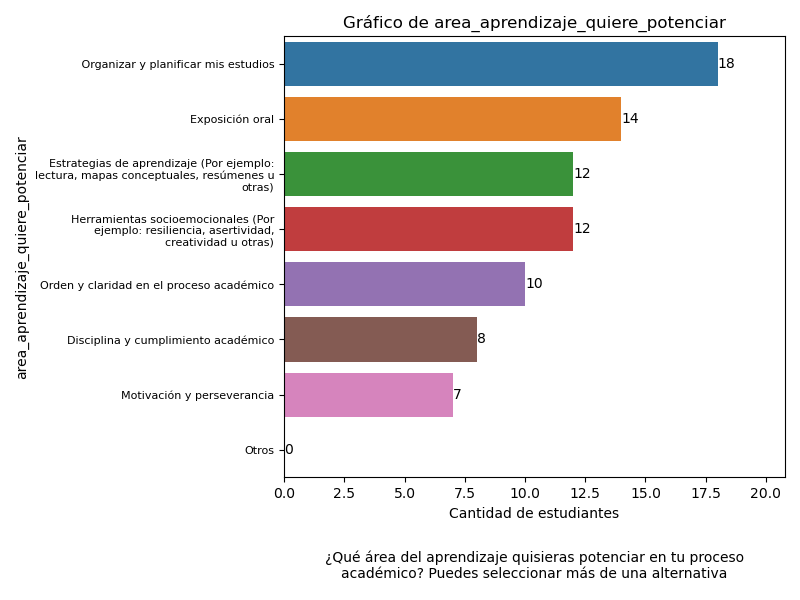 Gráfico de area_aprendizaje_quiere_potenciar
area_aprendizaje_quiere_potenciar
Organizar y planificar mis estudios
18
Exposición oral
14
Estrategias de aprendizaje (Por ejemplo:
lectura, mapas conceptuales, resúmenes u
otras)
12
Herramientas socioemocionales (Por
ejemplo: resiliencia, asertividad,
creatividad u otras)
12
Orden y claridad en el proceso académico
10
Disciplina y cumplimiento académico
8
Motivación y perseverancia
7
Otros
0
0.0 2.5 5.0 7.5 10.0 12.5 15.0 17.5 20.0
Cantidad de estudiantes
¿Qué área del aprendizaje quisieras potenciar en tu proceso
académico? Puedes seleccionar más de una alternativa